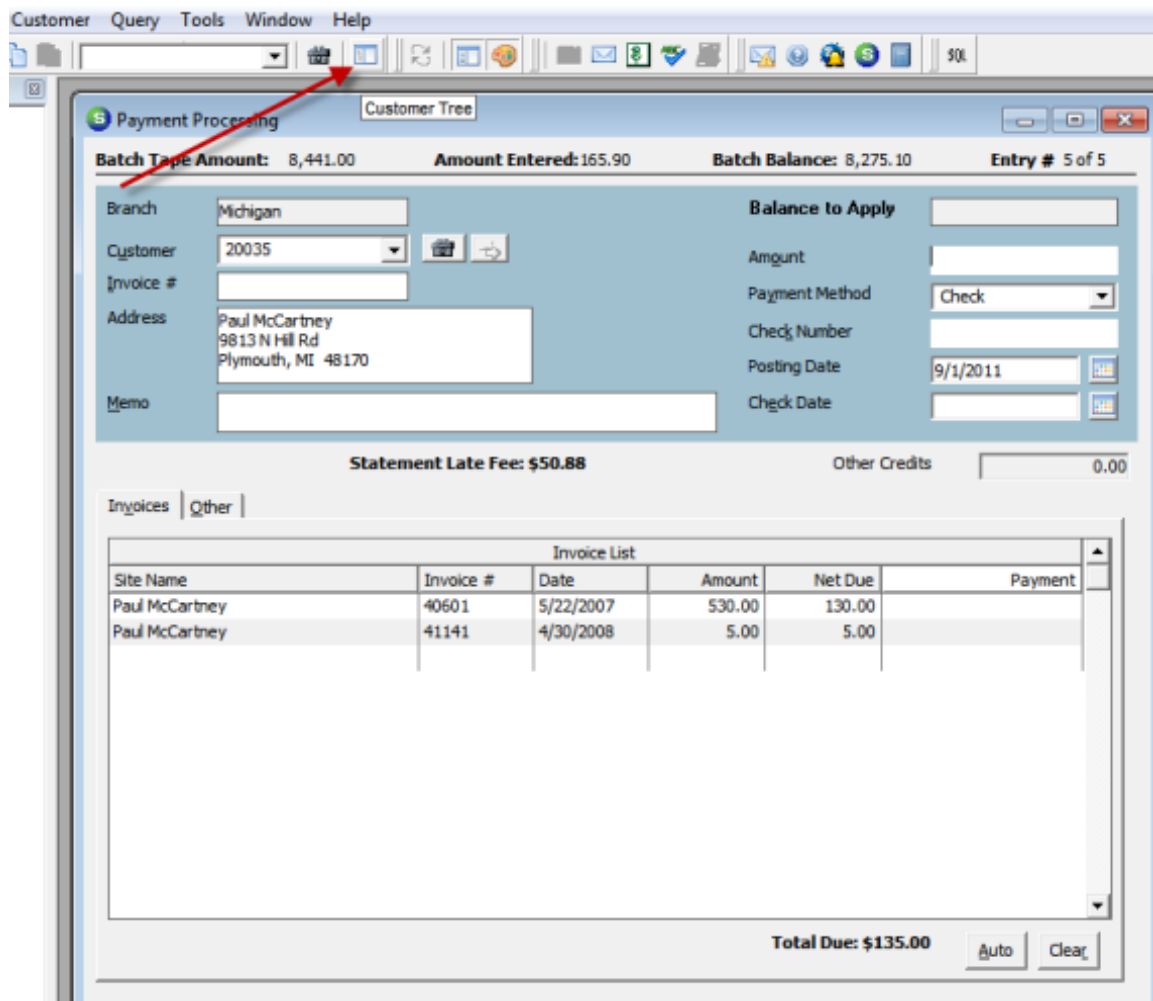 Customer Query Tools Window Help
SQL
Customer Tree
Payment Processing
Batch Tape Amount: 8,441.00 Amount Entered: 165.90 Batch Balance: 8,275.10 Entry # 5 of 5
Branch Michigan Balance to Apply
Customer 20035 Amount
Invoice # Payment Method Check
Address Paul McCartney
9813 N Hill Rd
Plymouth, MI 48170
Check Number
Posting Date 9/1/2011
Memo Check Date
Statement Late Fee: $50.88 Other Credits 0.00
Invoices Other
Invoice List
Site Name Invoice # Date Amount Net Due Payment
Paul McCartney 40601 5/22/2007 530.00 130.00
Paul McCartney 41141 4/30/2008 5.00 5.00
Total Due: $135.00 Auto Clear